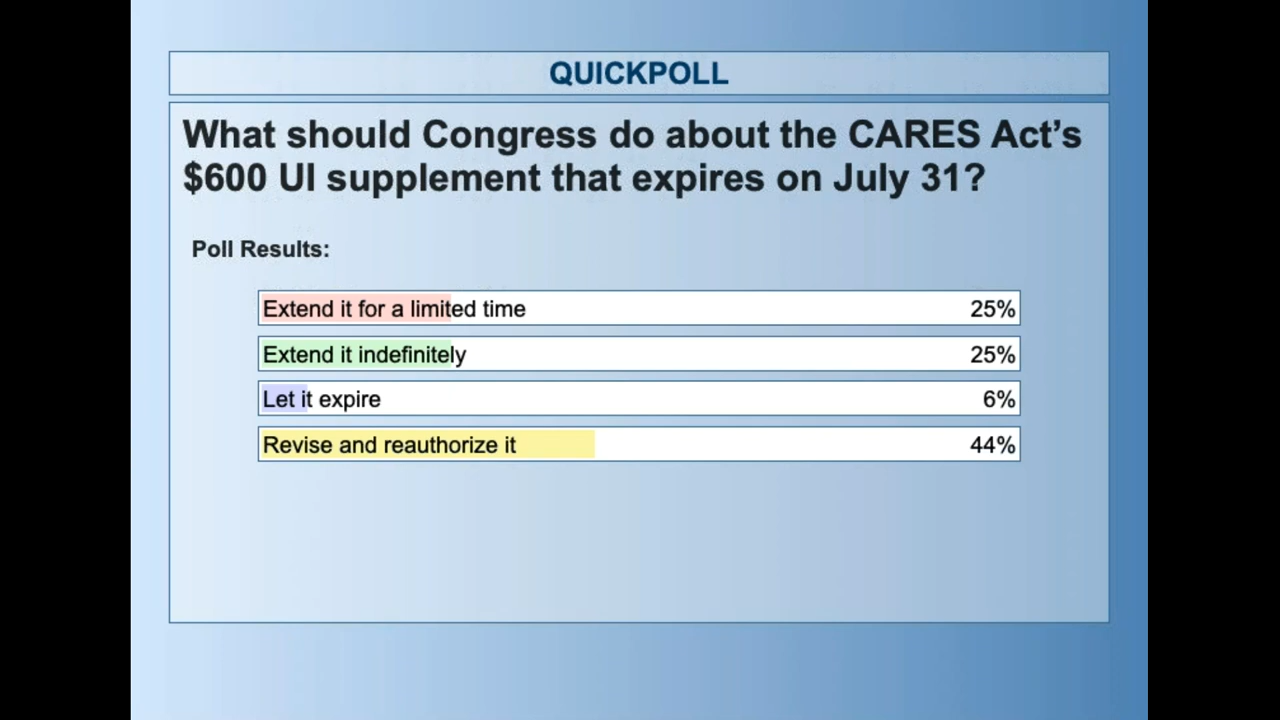 QUICKPOLL
What should Congress do about the CARES Act’s
$600 UI supplement that expires on July 31?
Poll Results:
Extend it for a limited time 25%
Extend it indefinitely 25%
Let it expire 6%
Revise and reauthorize it 44%